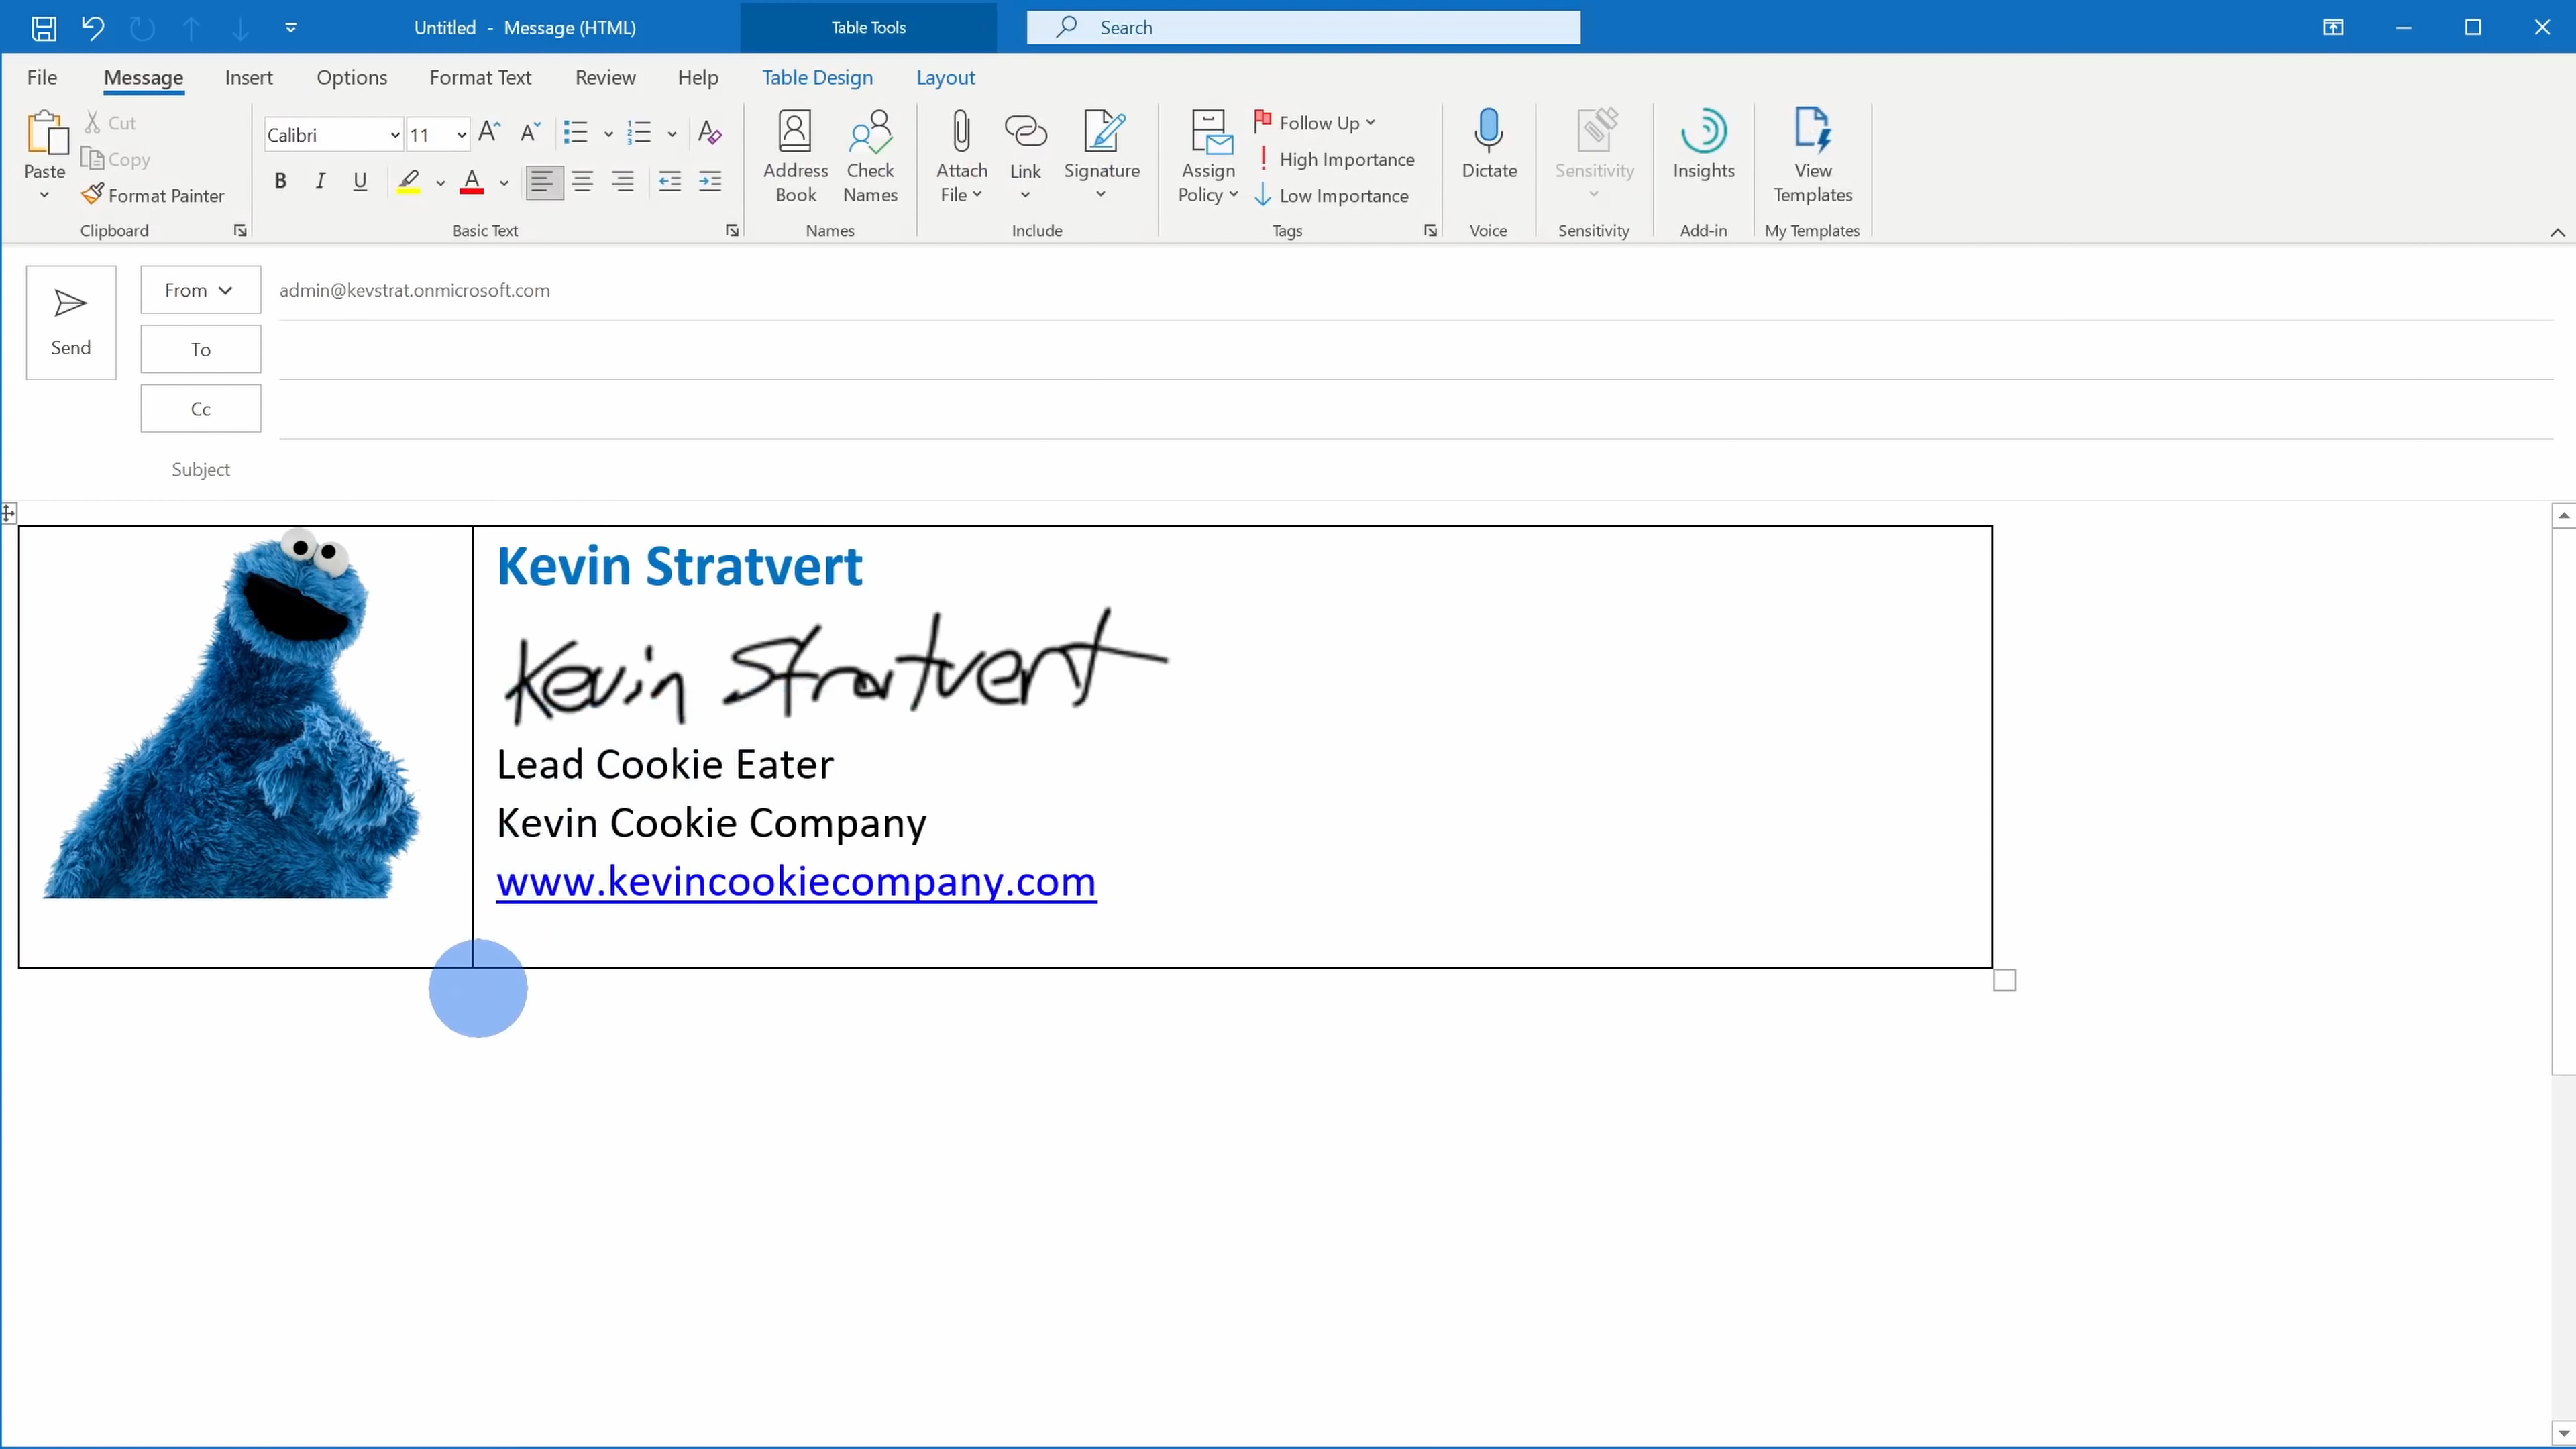 Untitled - Message (HTML)
Table Tools
Search
File Message Insert Options Format Text Review Help Table Design Layout
Paste
Cut
Copy
Format Painter
Clipboard
Calibri 11
B I U
Basic Text
Address Book
Check Names
Names
Attach File
Link
Signature
Include
Assign Policy
Follow Up
High Importance
Low Importance
Tags
Dictate
Voice
Sensitivity
Sensitivity
Insights
Add-in
View Templates
My Templates
Send
From admin@kevstrat.onmicrosoft.com
To
Cc
Subject
Kevin Stratvert
Kevin Stratvert
Lead Cookie Eater
Kevin Cookie Company
www.kevincookiecompany.com